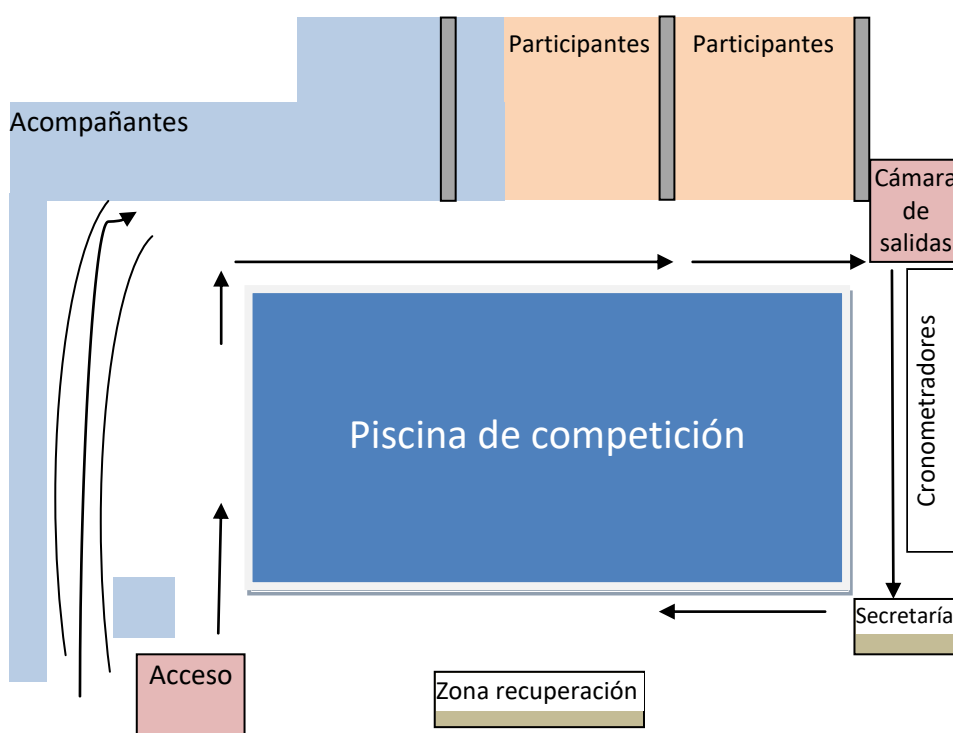 Participantes
Participantes
Acompañantes
Cámara
de
salidas
Piscina de competición
Cronometradores
Secretaría
Acceso
Zona recuperación